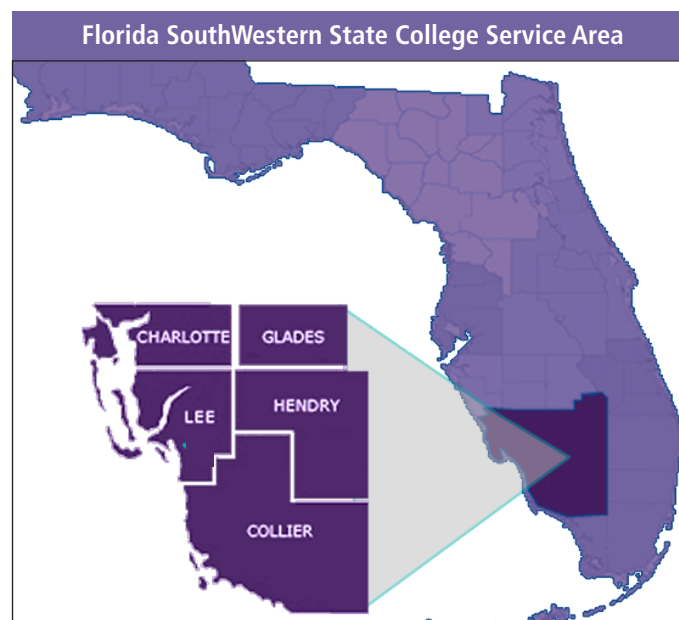 Florida SouthWestern State College Service Area
CHARLOTTE
GLADES
LEE
HENDRY
COLLIER